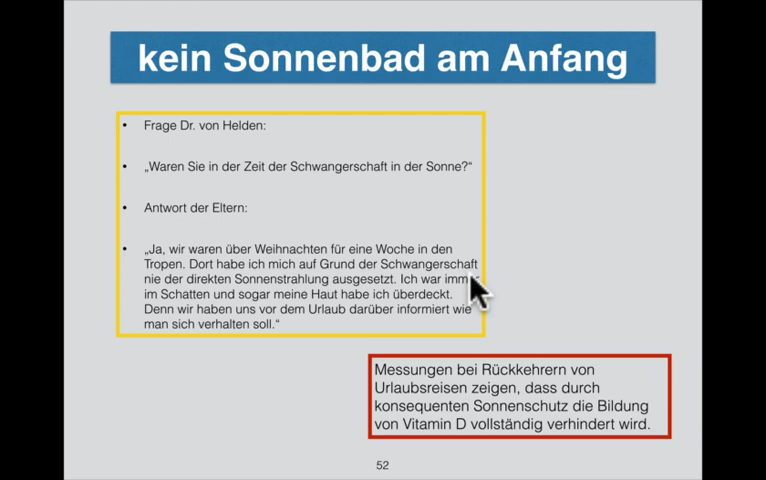 kein Sonnenbad am Anfang
• Frage Dr. von Helden:
• „Waren Sie in der Zeit der Schwangerschaft in der Sonne?“
• Antwort der Eltern:
• „Ja, wir waren über Weihnachten für eine Woche in den
Tropen. Dort habe ich mich auf Grund der Schwangerschaft
nie der direkten Sonnenstrahlung ausgesetzt. Ich war immer
im Schatten und sogar meine Haut habe ich überdeckt.
Denn wir haben uns vor dem Urlaub darüber informiert wie
man sich verhalten soll.“
Messungen bei Rückkehrern von
Urlaubsreisen zeigen, dass durch
konsequenten Sonnenschutz die Bildung
von Vitamin D vollständig verhindert wird.
52